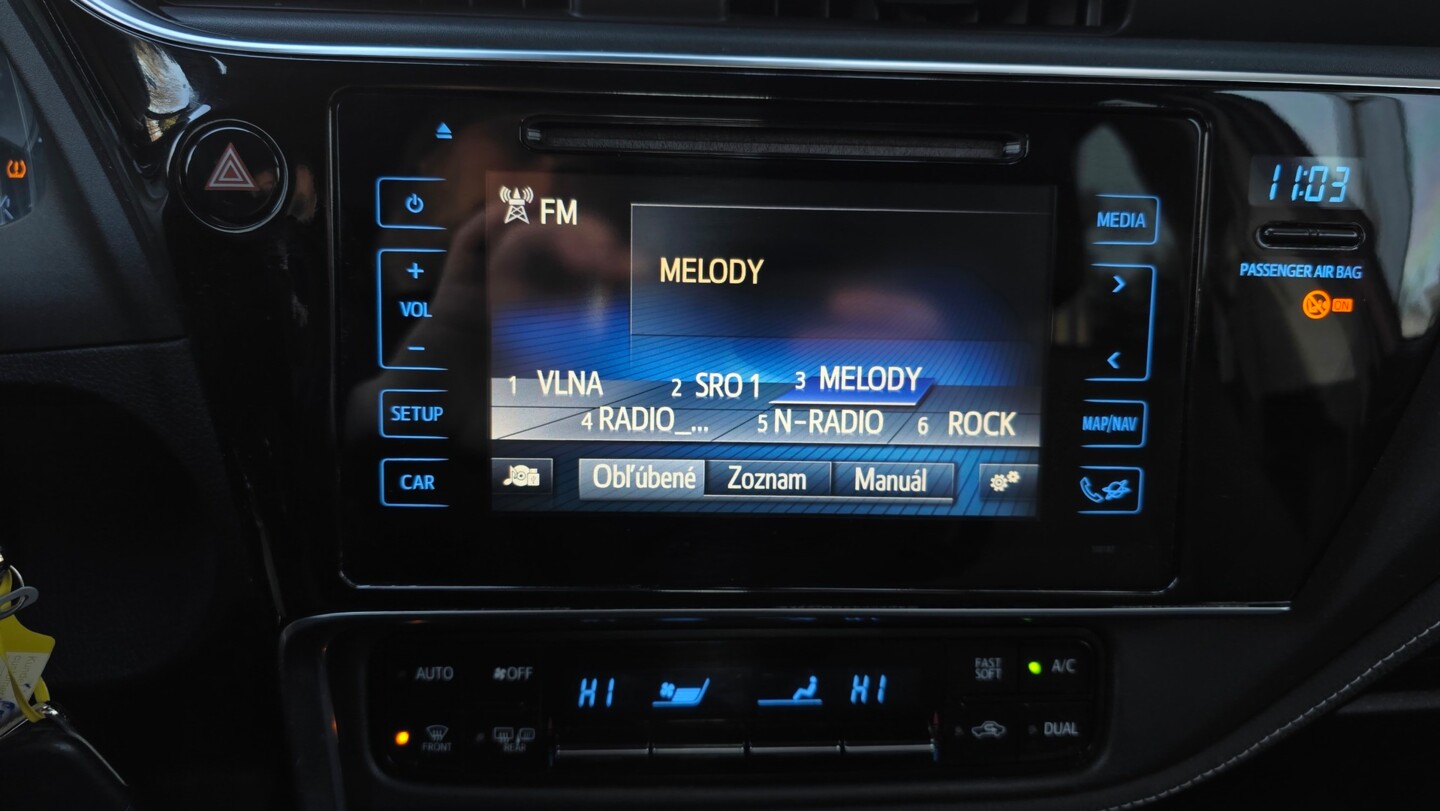 FM
MELODY
1 VLNA 2 SRO 1 3 MELODY
4 RADIO_... 5 N-RADIO 6 ROCK
Obľúbené Zoznam Manuál
+
VOL
−
SETUP
CAR
MEDIA
>
<
MAP/NAV
11:03
PASSENGER AIR BAG
ON
AUTO OFF HI HI FAST SOFT A/C
FRONT REAR DUAL